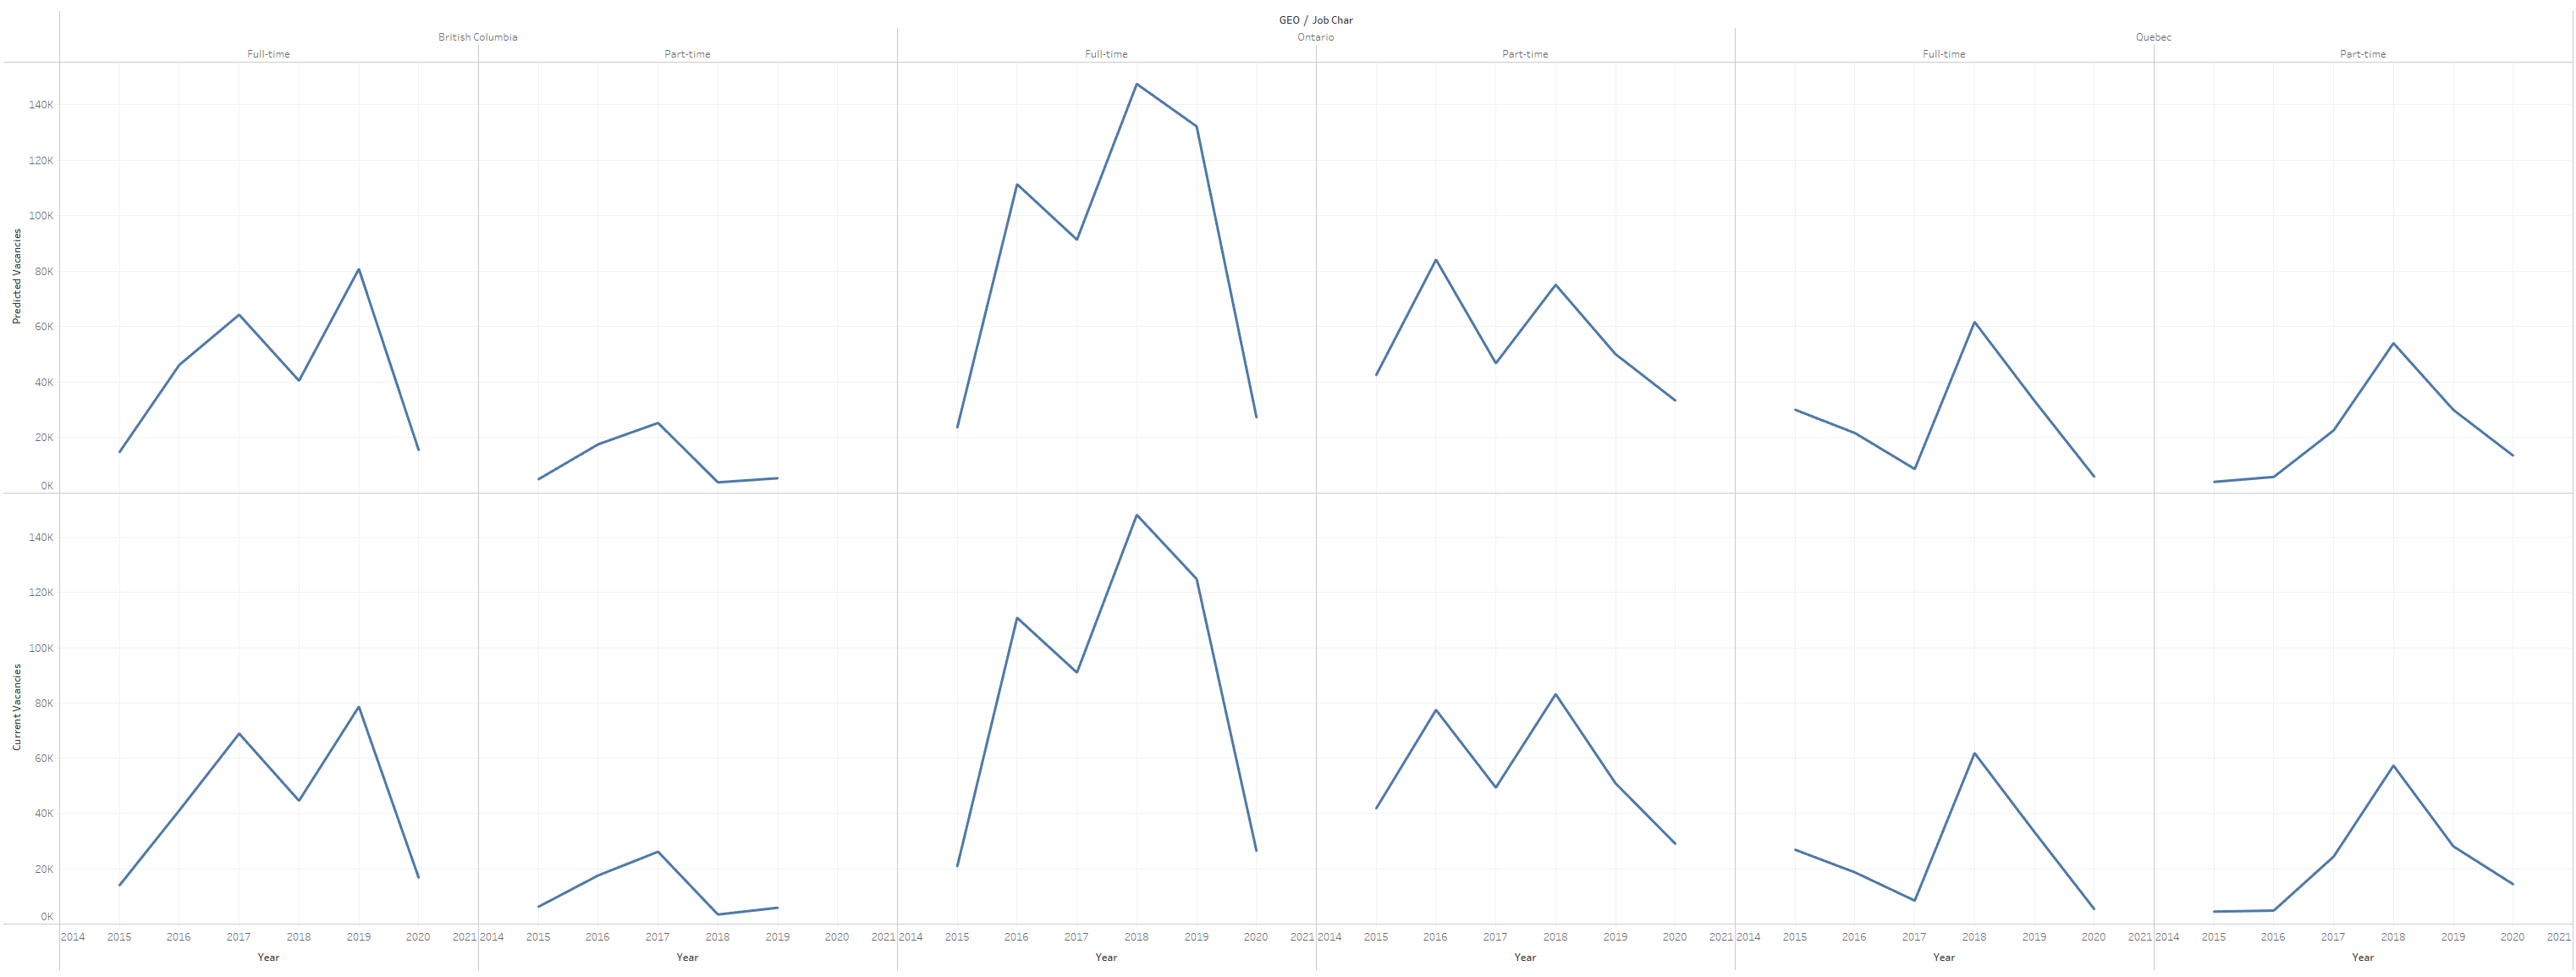 GEO / Job Char
British Columbia Ontario Quebec
Full-time Part-time Full-time Part-time Full-time Part-time
Predicted Vacancies
140K
120K
100K
80K
60K
40K
20K
0K
Current Vacancies
140K
120K
100K
80K
60K
40K
20K
0K
2014 2015 2016 2017 2018 2019 2020 2021 2014 2015 2016 2017 2018 2019 2020 2021 2014 2015 2016 2017 2018 2019 2020 2021 2014 2015 2016 2017 2018 2019 2020 2021 2014 2015 2016 2017 2018 2019 2020 2021 2014 2015 2016 2017 2018 2019 2020 2021
Year Year Year Year Year Year